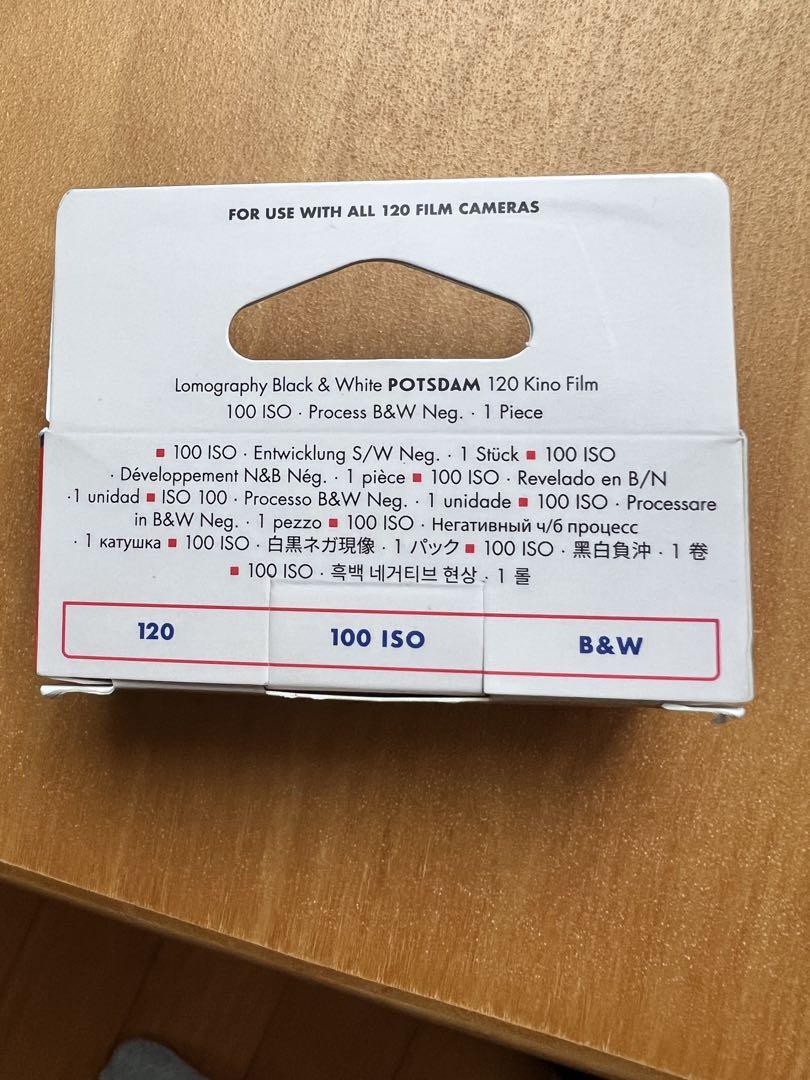 FOR USE WITH ALL 120 FILM CAMERAS
Lomography Black & White POTSDAM 120 Kino Film
100 ISO · Process B&W Neg. · 1 Piece
■ 100 ISO · Entwicklung S/W Neg. · 1 Stück ■ 100 ISO
· Développement N&B Nég. · 1 pièce ■ 100 ISO · Revelado en B/N
·1 unidad ■ ISO 100 · Processo B&W Neg. · 1 unidade ■ 100 ISO · Processare
in B&W Neg. · 1 pezzo ■ 100 ISO · Негативный ч/б процесс
· 1 катушка ■ 100 ISO · 白黒ネガ現像 · 1 パック ■ 100 ISO · 黑白負沖 · 1 卷
■ 100 ISO · 흑백 네거티브 현상 · 1 롤
120 100 ISO B&W